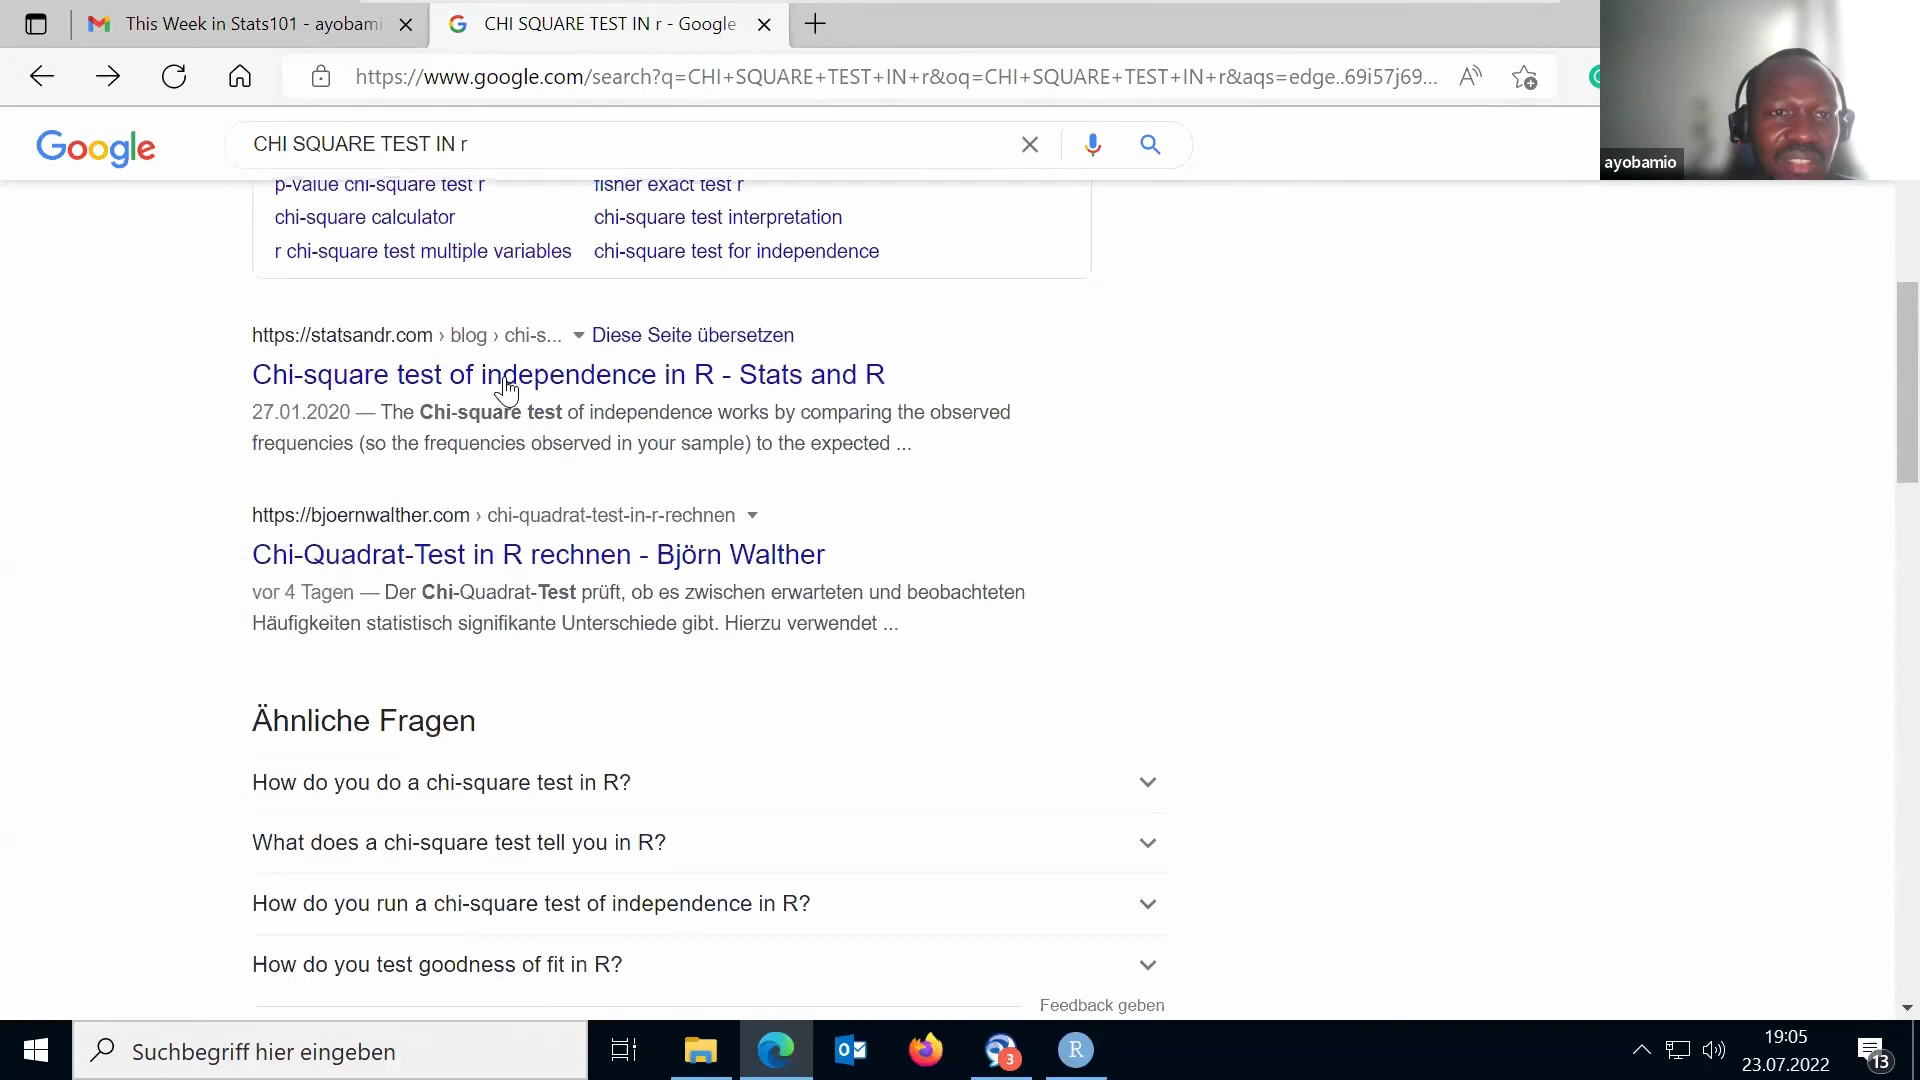 This Week in Stats101 - ayobami
CHI SQUARE TEST IN r - Google
https://www.google.com/search?q=CHI+SQUARE+TEST+IN+r&oq=CHI+SQUARE+TEST+IN+r&aqs=edge..69i57j69...
ayobamio
Google
CHI SQUARE TEST IN r
p-value chi-square test r
fisher exact test r
chi-square calculator
chi-square test interpretation
r chi-square test multiple variables
chi-square test for independence
https://statsandr.com › blog › chi-s... Diese Seite übersetzen
Chi-square test of independence in R - Stats and R
27.01.2020 — The Chi-square test of independence works by comparing the observed
frequencies (so the frequencies observed in your sample) to the expected ...
https://bjoernwalther.com › chi-quadrat-test-in-r-rechnen
Chi-Quadrat-Test in R rechnen - Björn Walther
vor 4 Tagen — Der Chi-Quadrat-Test prüft, ob es zwischen erwarteten und beobachteten
Häufigkeiten statistisch signifikante Unterschiede gibt. Hierzu verwendet ...
Ähnliche Fragen
How do you do a chi-square test in R?
What does a chi-square test tell you in R?
How do you run a chi-square test of independence in R?
How do you test goodness of fit in R?
Feedback geben
Suchbegriff hier eingeben
3
R
19:05
23.07.2022
13